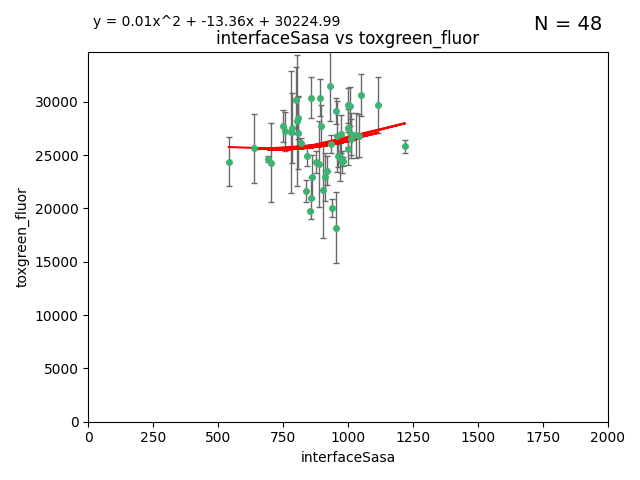 y = 0.01x^2 + -13.36x + 30224.99
N = 48
interfaceSasa vs toxgreen_fluor
toxgreen_fluor
30000
25000
20000
15000
10000
5000
0
0 250 500 750 1000 1250 1500 1750 2000
interfaceSasa